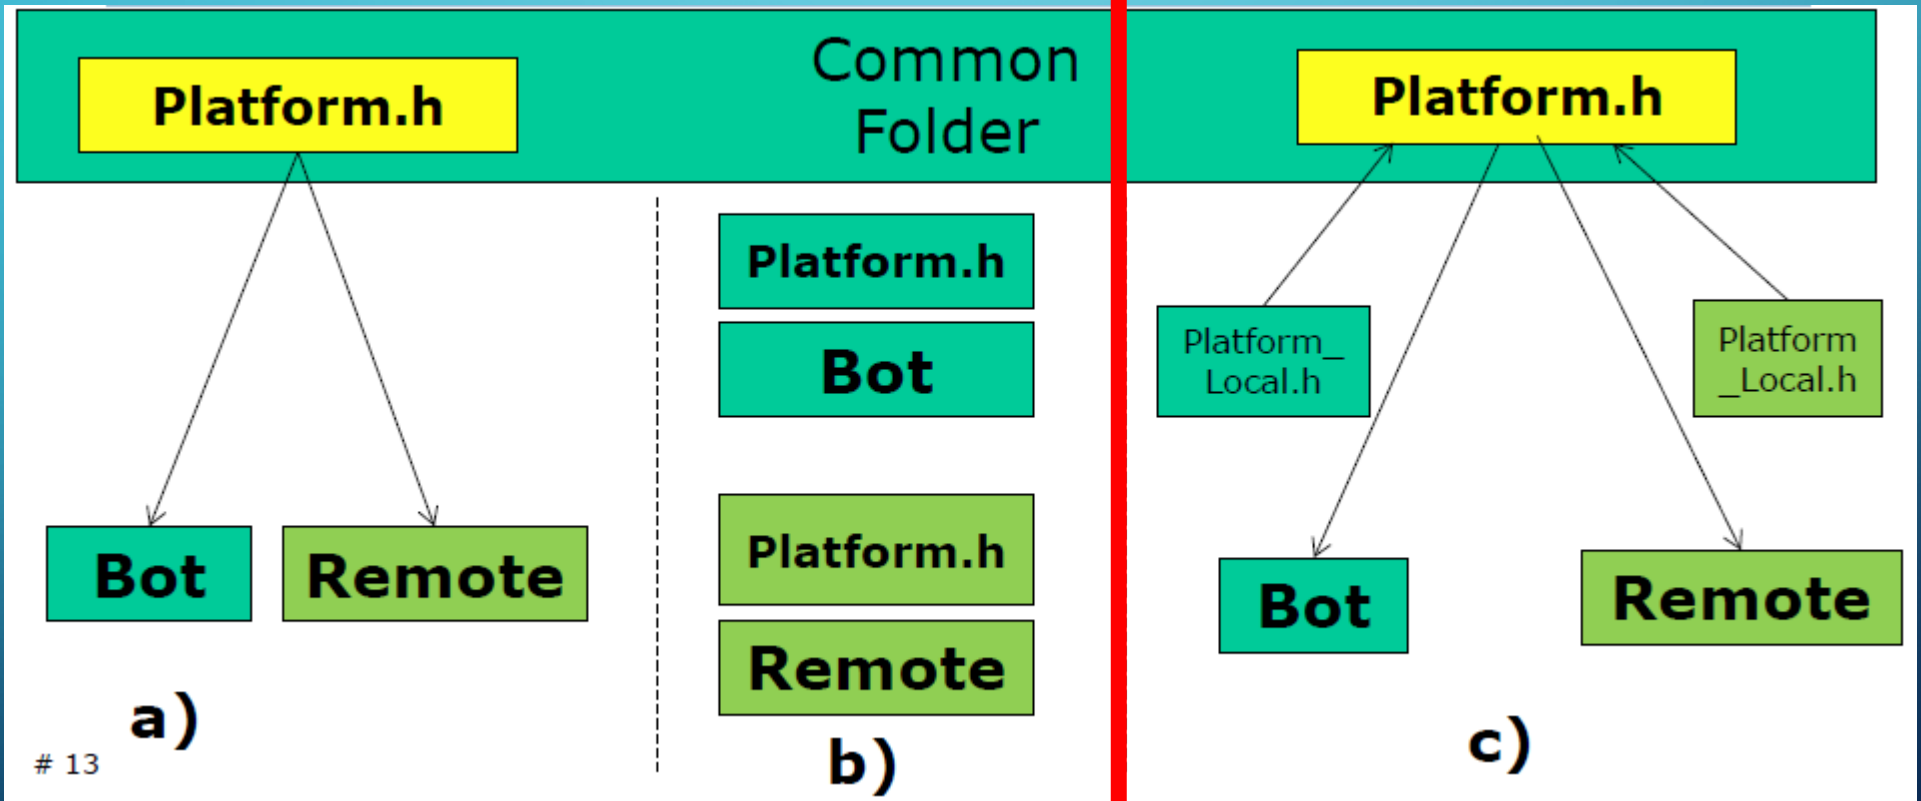 Common
Folder
Platform.h
Bot
Remote
a)
# 13
Platform.h
Bot
Platform.h
Remote
b)
Platform.h
Platform_
Local.h
Platform
_Local.h
Bot
Remote
c)